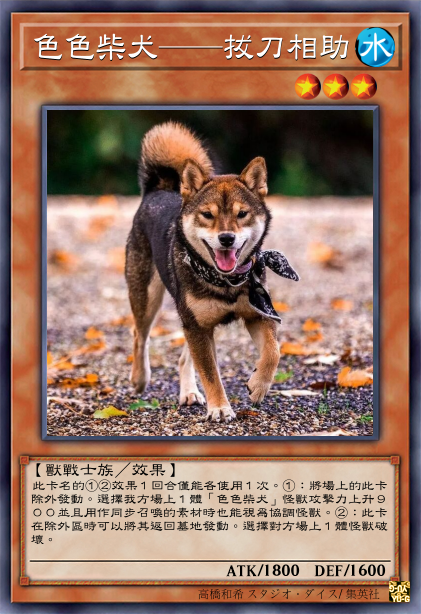 色色柴犬——拔刀相助
水
【獸戰士族／效果】
此卡名的①②效果１回合僅能各使用１次。①：將場上的此卡
除外發動。選擇我方場上１體「色色柴犬」怪獸攻擊力上升９
００並且用作同步召喚的素材時也能視為協調怪獸。②：此卡
在除外區時可以將其返回墓地發動。選擇對方場上１體怪獸破
壞。
ATK/1800 DEF/1600
高橋和希 スタジオ・ダイス/ 集英社